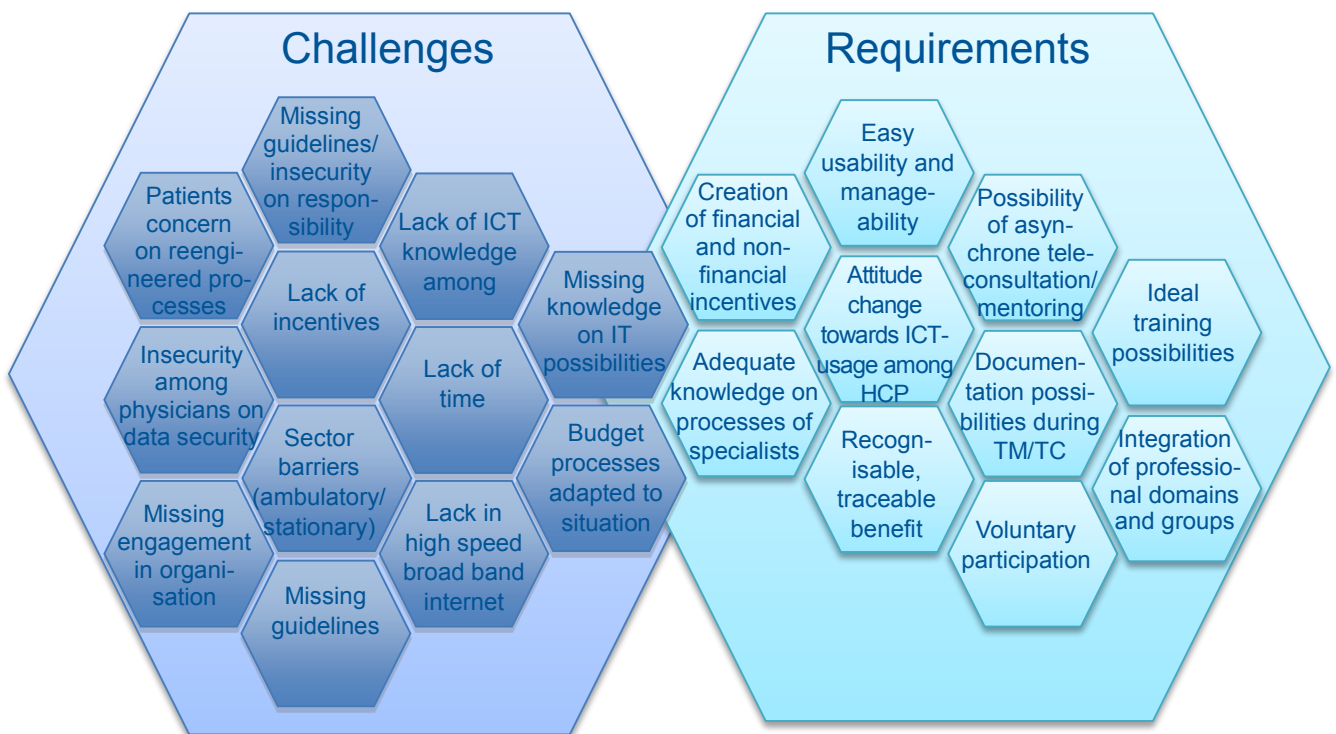 Challenges
Missing
guidelines/
insecurity
on respon-
sibility
Patients
concern
on reengi-
neered pro-
cesses
Lack of ICT
knowledge
among
Lack of
incentives
Missing
knowledge
on IT
possibilities
Insecurity
among
physicians on
data security
Lack of
time
Sector
barriers
(ambulatory/
stationary)
Budget
processes
adapted to
situation
Missing
engagement
in organi-
sation
Lack in
high speed
broad band
internet
Missing
guidelines
Requirements
Easy
usability and
manage-
ability
Creation
of financial
and non-
financial
incentives
Possibility
of asyn-
chrone tele-
consultation/
mentoring
Attitude
change
towards ICT-
usage among
HCP
Ideal
training
possibilities
Adequate
knowledge on
processes of
specialists
Documen-
tation possi-
bilities during
TM/TC
Recogn-
isable,
traceable
benefit
Integration
of professio-
nal domains
and groups
Voluntary
participation